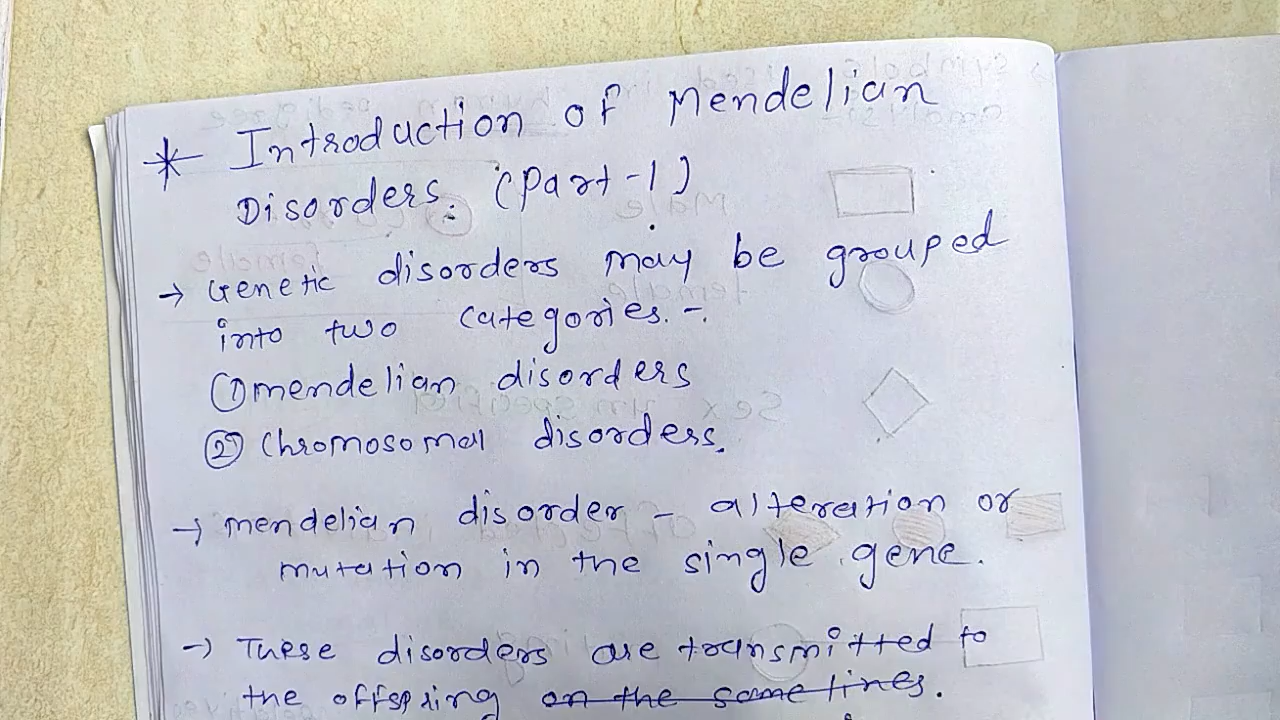 * Introduction of Mendelian
Disorders. (Part-1)
→ Genetic disorders may be grouped
into two categories. -.
① mendelian disorders
② Chromosomal disorders.
→ mendelian disorder - alteration or
mutation in the single gene.
→ These disorders are transmitted to
the offspring on the same lines.